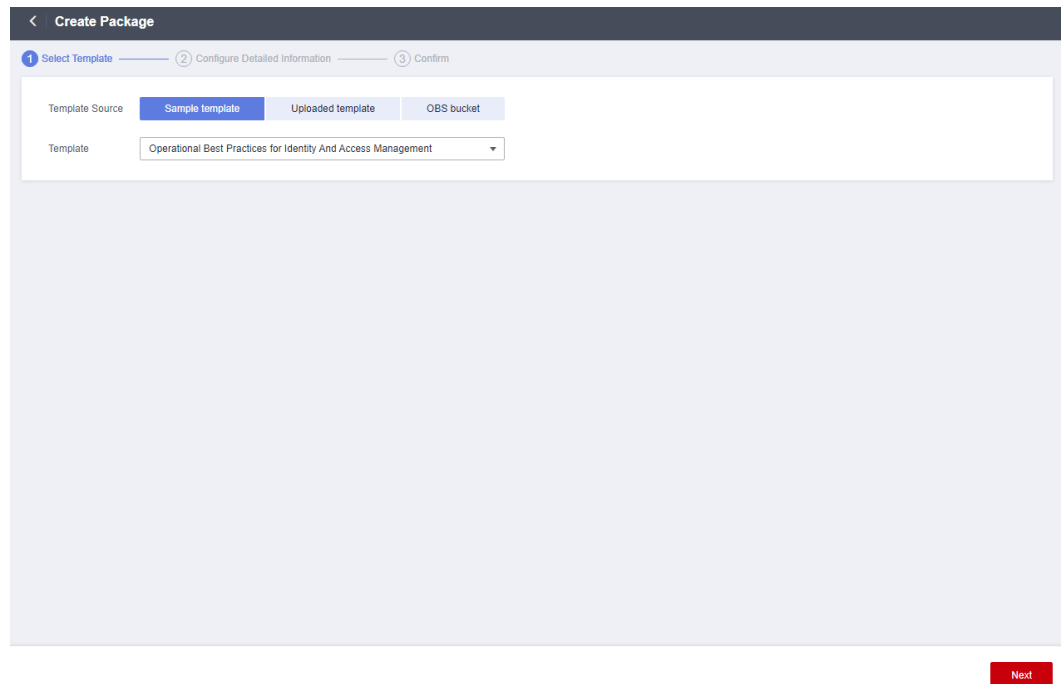 Create Package
1 Select Template 2 Configure Detailed Information 3 Confirm
Template Source Sample template Uploaded template OBS bucket
Template Operational Best Practices for Identity And Access Management
Next